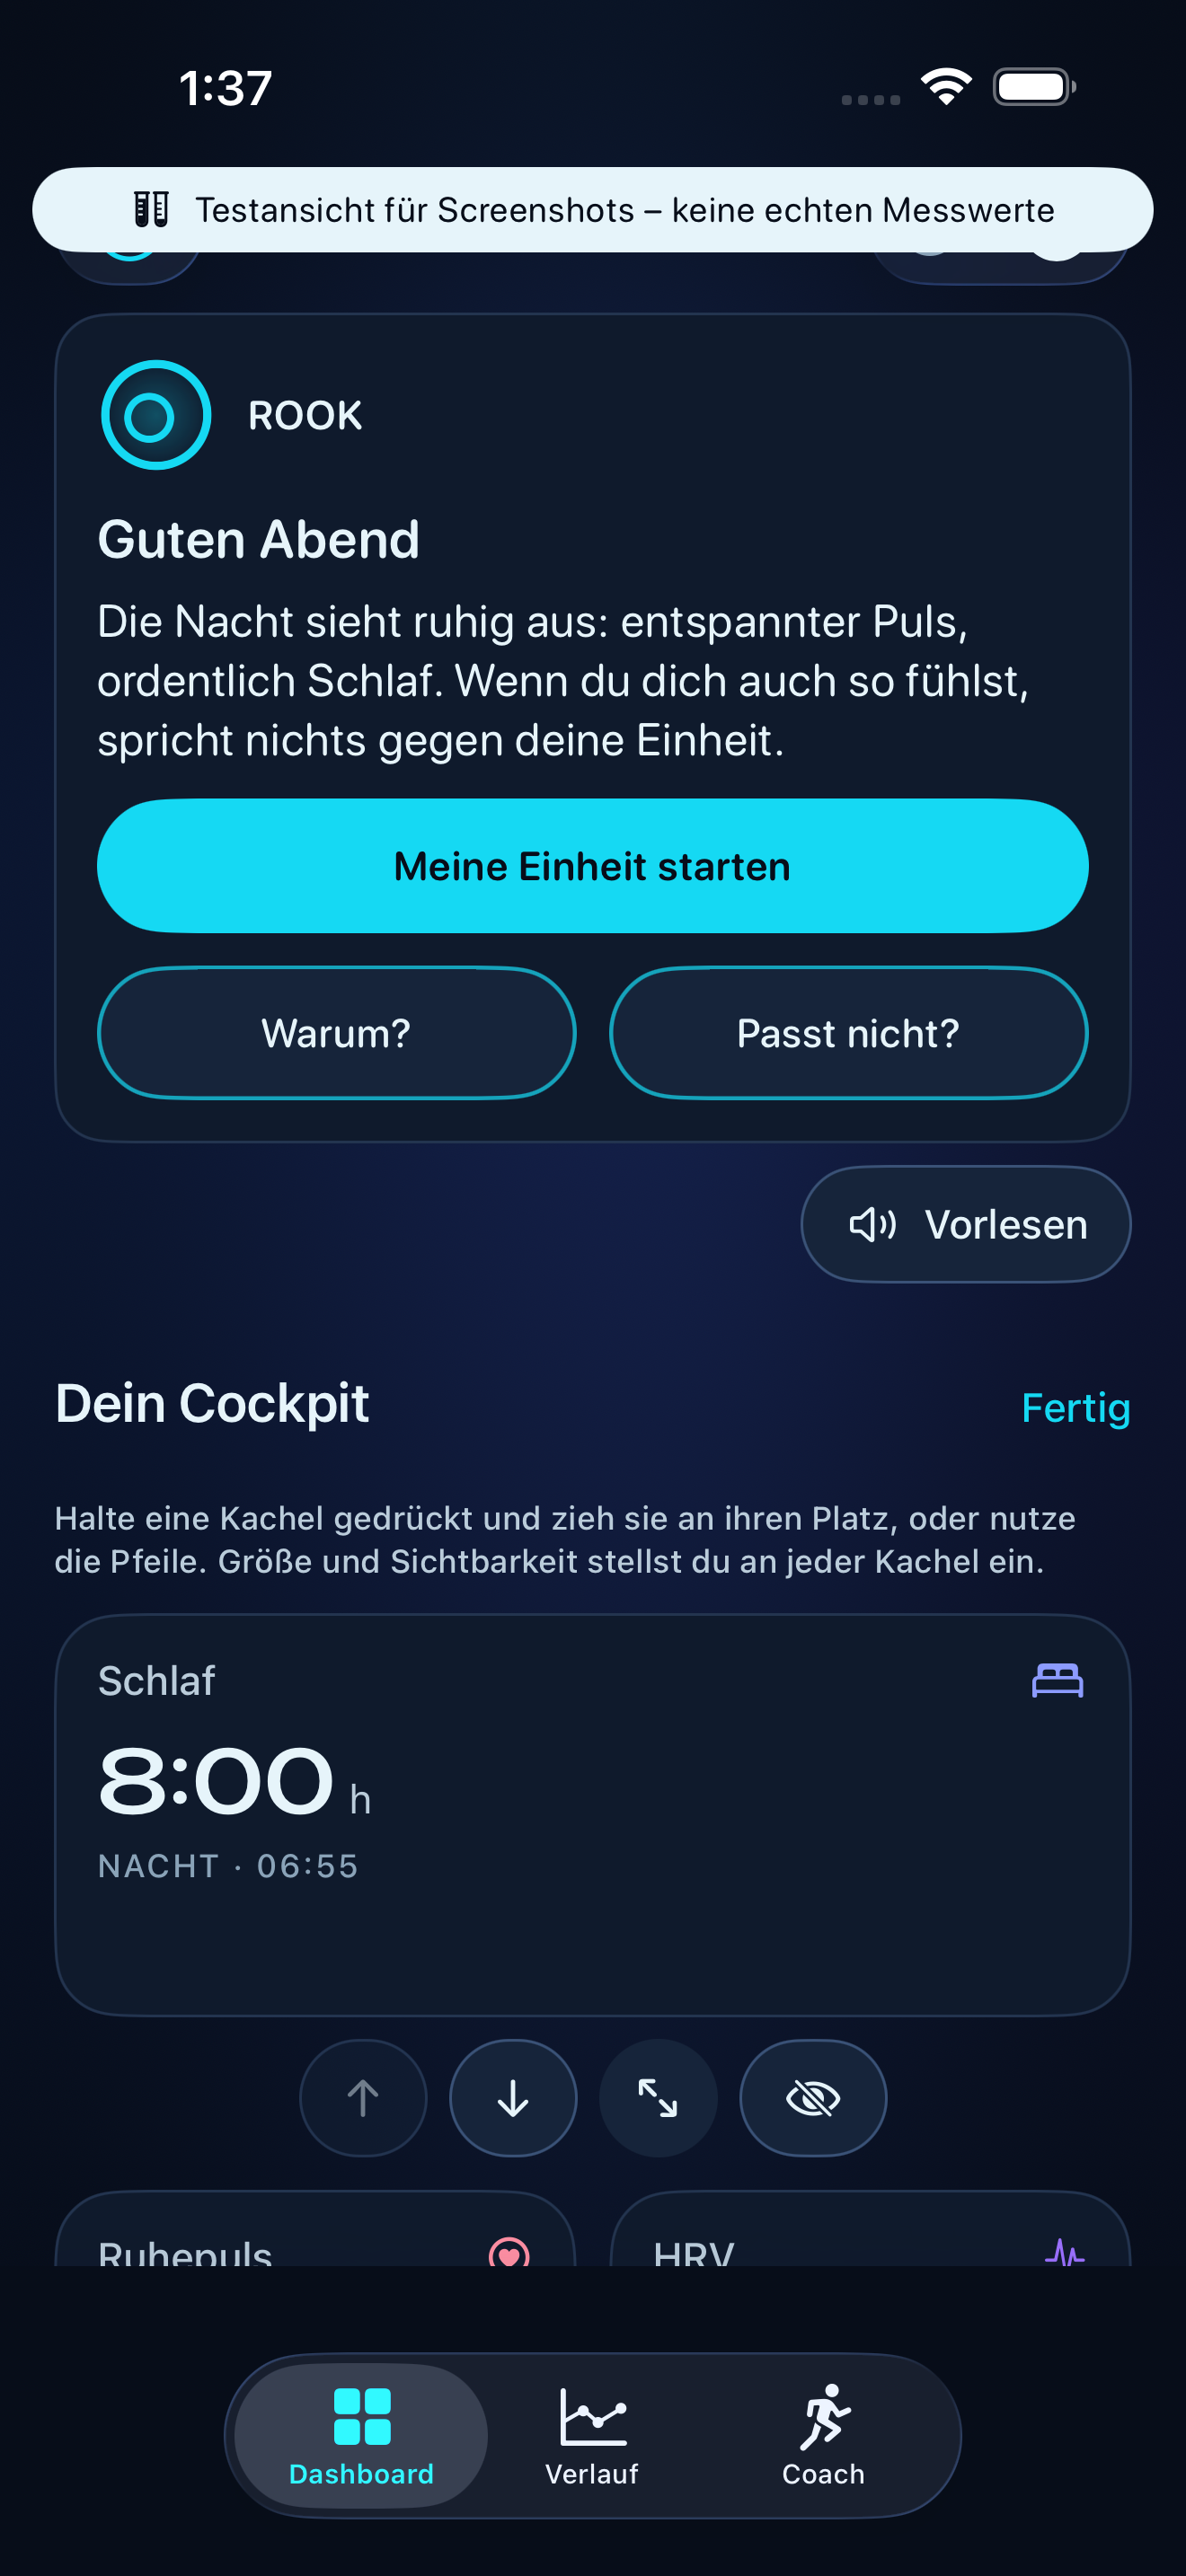 1:37
Testansicht für Screenshots – keine echten Messwerte
ROOK
Guten Abend
Die Nacht sieht ruhig aus: entspannter Puls,
ordentlich Schlaf. Wenn du dich auch so fühlst,
spricht nichts gegen deine Einheit.
Meine Einheit starten
Warum?
Passt nicht?
Vorlesen
Dein Cockpit
Fertig
Halte eine Kachel gedrückt und zieh sie an ihren Platz, oder nutze
die Pfeile. Größe und Sichtbarkeit stellst du an jeder Kachel ein.
Schlaf
8:00 h
NACHT · 06:55
Ruhepuls
HRV
Dashboard
Verlauf
Coach